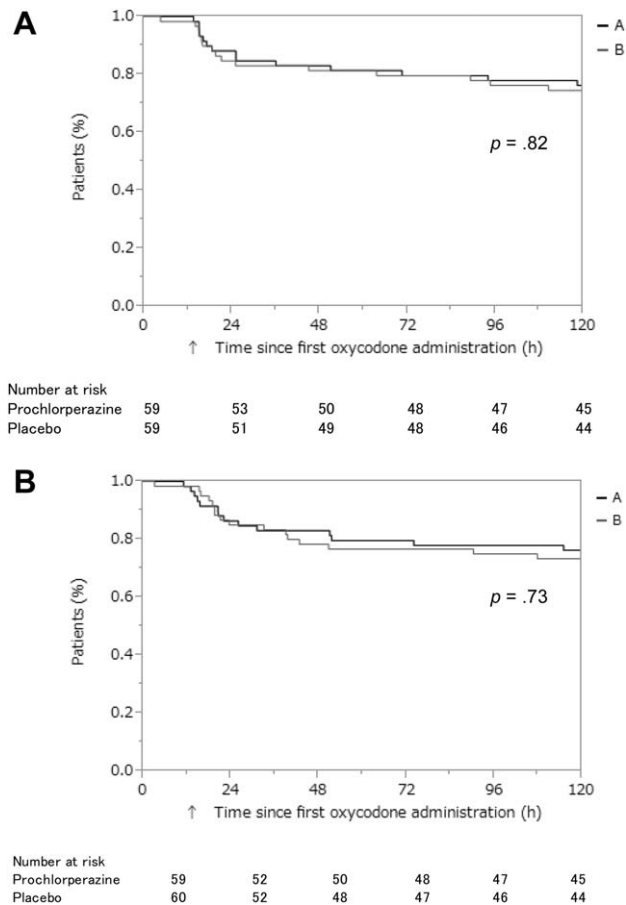 A
1.0
A
B
0.8
0.6
p = .82
Patients (%)
0.4
0.2
0.0
0 24 48 72 96 120
↑ Time since first oxycodone administration (h)
Number at risk
Prochlorperazine 59 53 50 48 47 45
Placebo 59 51 49 48 46 44
B
1.0
A
B
0.8
0.6
p = .73
Patients (%)
0.4
0.2
0.0
0 24 48 72 96 120
↑ Time since first oxycodone administration (h)
Number at risk
Prochlorperazine 59 52 50 48 47 45
Placebo 60 52 48 47 46 44